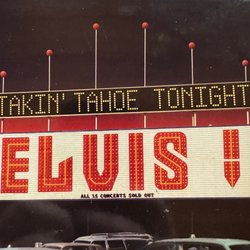 TAKIN' TAHOE TONIGHT
ELVIS!
ALL 15 CONCERTS SOLD OUT